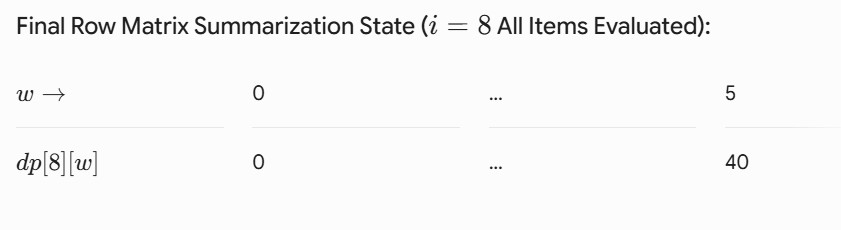 Final Row Matrix Summarization State (i = 8 All Items Evaluated):
w → 0 ... 5
dp[8][w] 0 ... 40